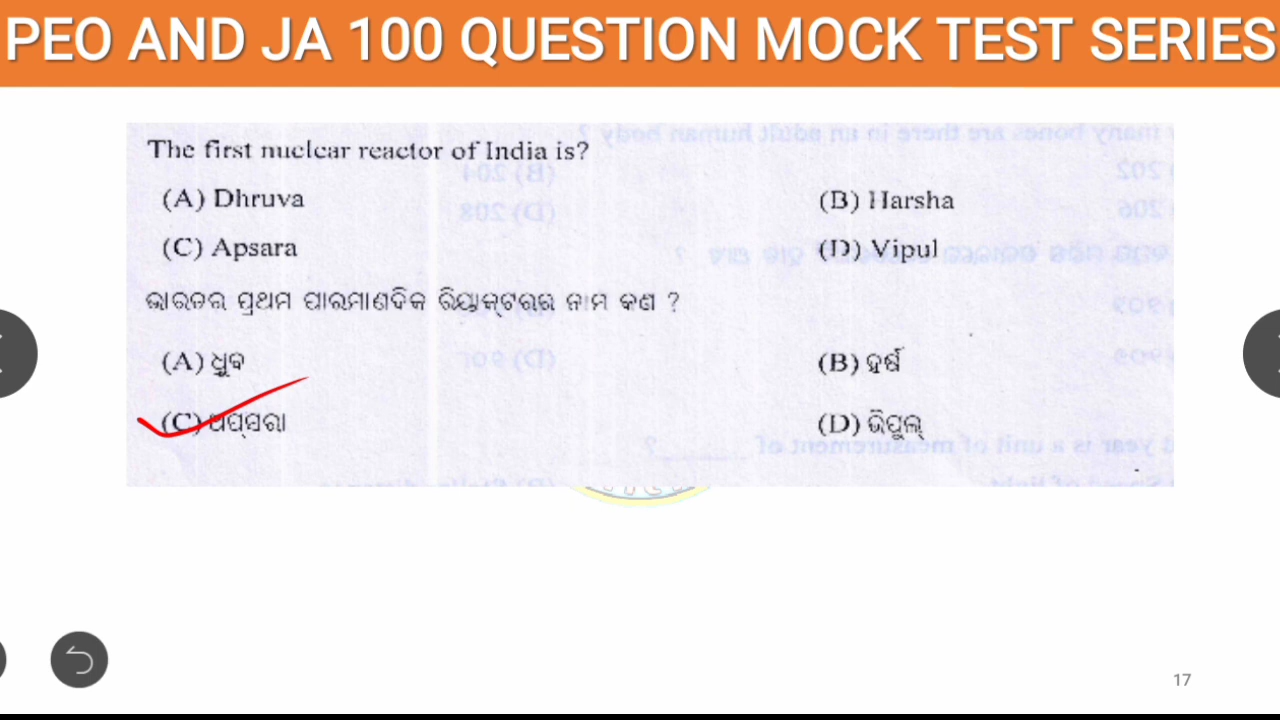 PEO AND JA 100 QUESTION MOCK TEST SERIES
The first nuclear reactor of India is?
(A) Dhruva
(B) Harsha
(C) Apsara
(D) Vipul
ଭାରତର ପ୍ରଥମ ପାରମାଣବିକ ରିୟାକ୍ଟରର ନାମ କଣ ?
(A) ଧ୍ରୁବ
(B) ହର୍ଷ
(C) ଅପ୍ସରା
(D) ଭିପୁଲ୍
17